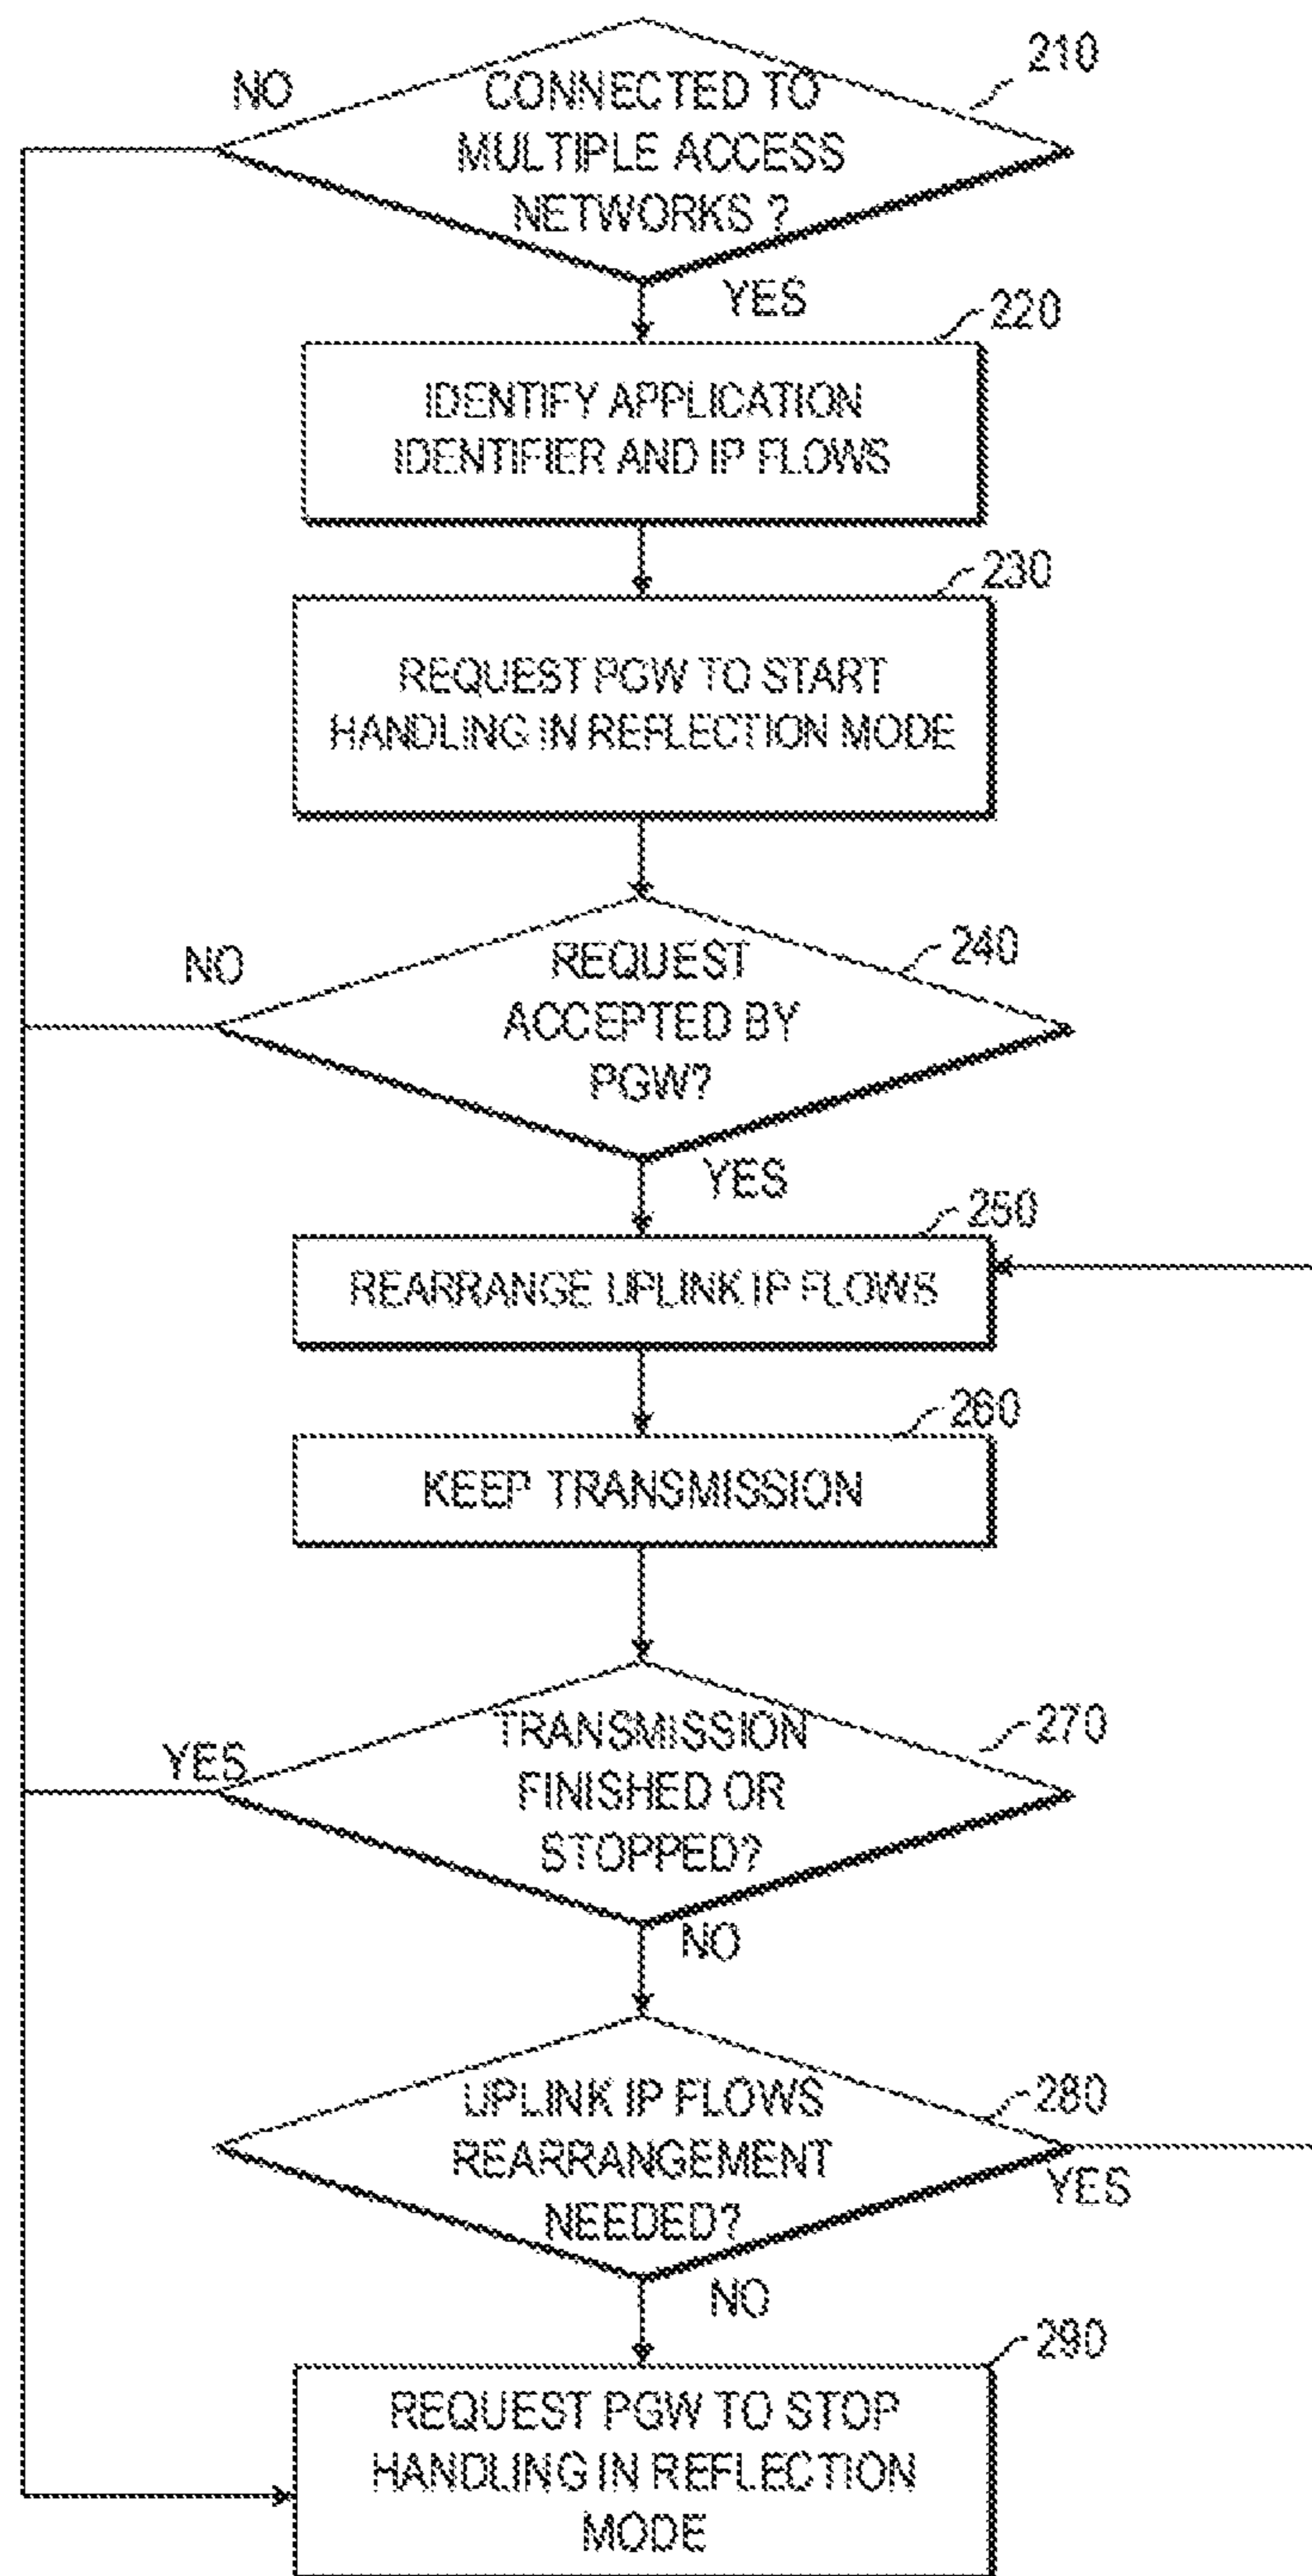 NO
210
CONNECTED TO
MULTIPLE ACCESS
NETWORKS ?
YES
220
IDENTIFY APPLICATION
IDENTIFIER AND IP FLOWS
230
REQUEST PGW TO START
HANDLING IN REFLECTION MODE
NO
240
REQUEST
ACCEPTED BY
PGW?
YES
250
REARRANGE UPLINK IP FLOWS
260
KEEP TRANSMISSION
YES
270
TRANSMISSION
FINISHED OR
STOPPED?
NO
280
UPLINK IP FLOWS
REARRANGEMENT
NEEDED?
YES
NO
290
REQUEST PGW TO STOP
HANDLING IN REFLECTION
MODE